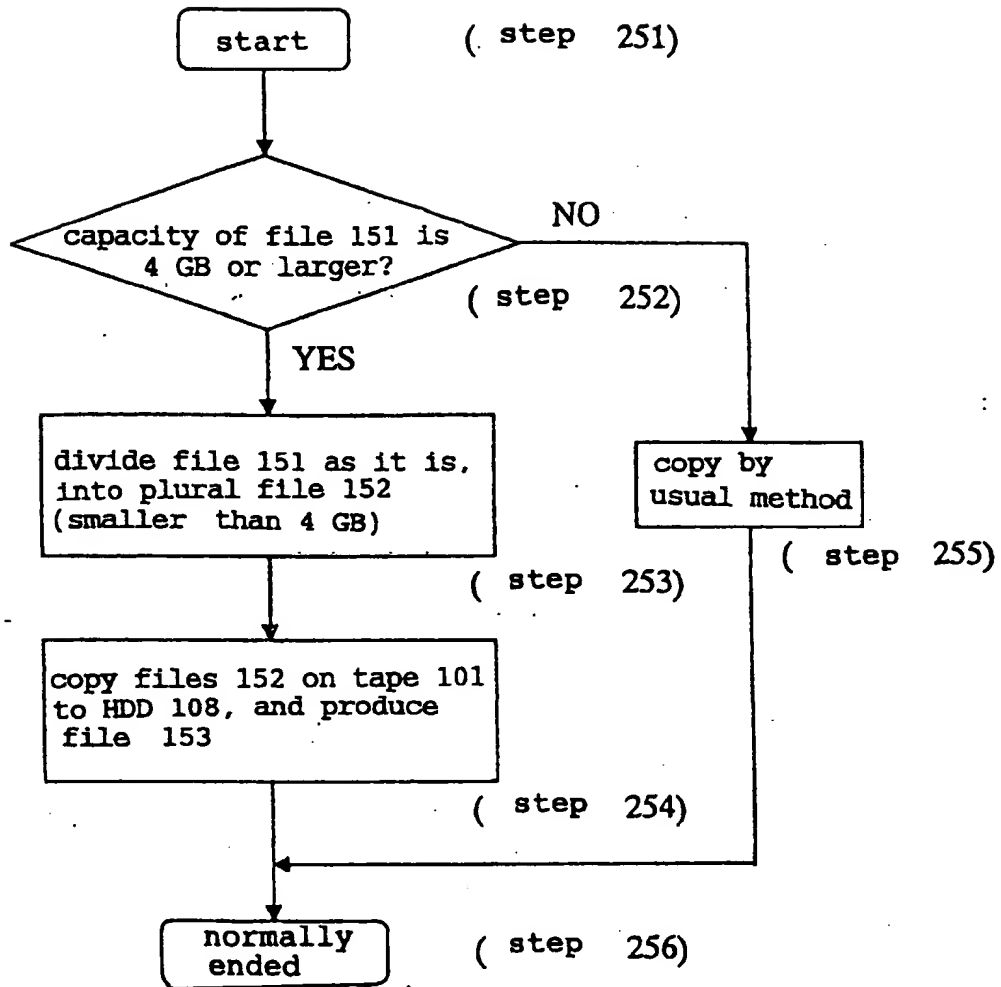 start
( step 251)
capacity of file 151 is
4 GB or larger?
NO
( step 252)
YES
divide file 151 as it is,
into plural file 152
(smaller than 4 GB)
copy by
usual method
( step 255)
( step 253)
copy files 152 on tape 101
to HDD 108, and produce
file 153
( step 254)
normally
ended
( step 256)